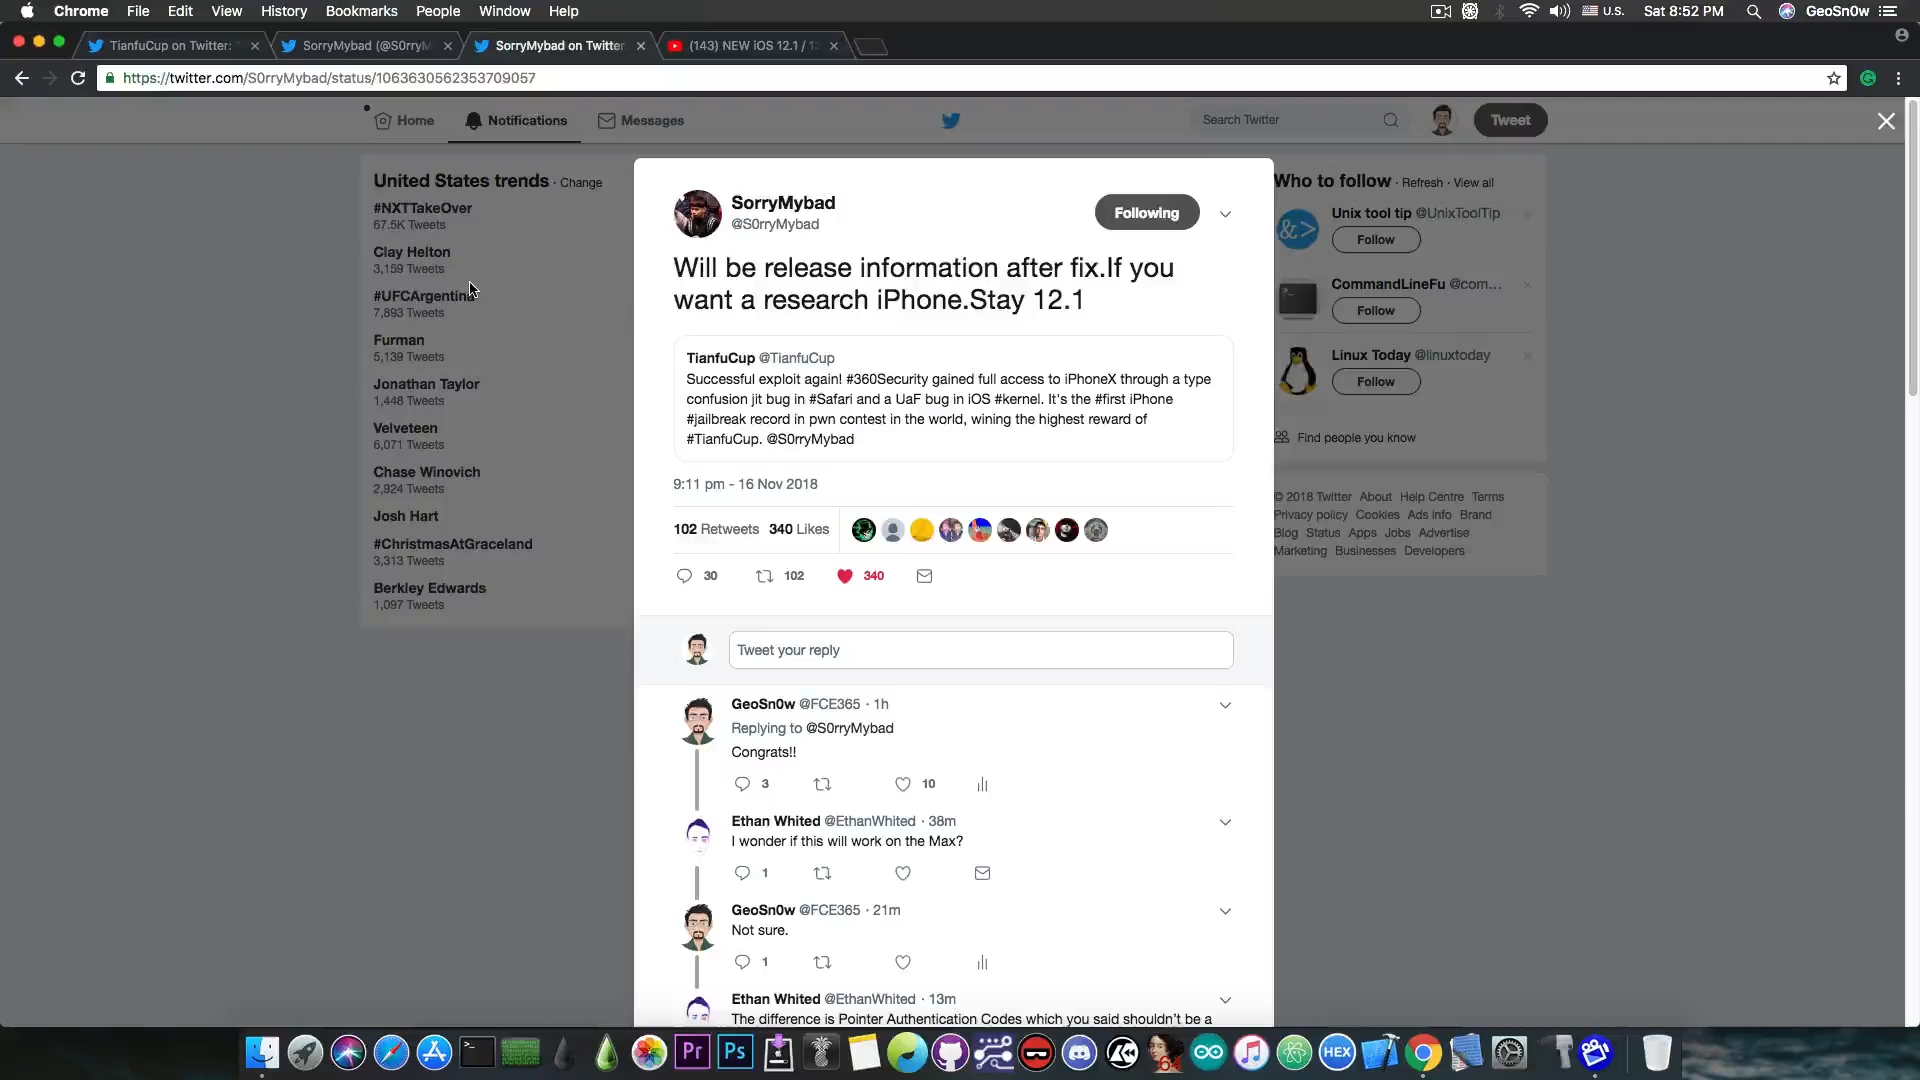 Chrome File Edit View History Bookmarks People Window Help
U.S. Sat 8:52 PM GeoSn0w
TianfuCup on Twitter: "
SorryMybad (@S0rryM
SorryMybad on Twitter
(143) NEW iOS 12.1 / 1
https://twitter.com/S0rryMybad/status/1063630562353709057
Home Notifications Messages
Search Twitter
Tweet
United States trends · Change
#NXTTakeOver
67.5K Tweets
Clay Helton
3,159 Tweets
#UFCArgentina
7,893 Tweets
Furman
5,139 Tweets
Jonathan Taylor
1,448 Tweets
Velveteen
6,071 Tweets
Chase Winovich
2,924 Tweets
Josh Hart
#ChristmasAtGraceland
3,313 Tweets
Berkley Edwards
1,097 Tweets
SorryMybad
@S0rryMybad
Following
Will be release information after fix.If you
want a research iPhone.Stay 12.1
TianfuCup @TianfuCup
Successful exploit again! #360Security gained full access to iPhoneX through a type
confusion jit bug in #Safari and a UaF bug in iOS #kernel. It's the #first iPhone
#jailbreak record in pwn contest in the world, wining the highest reward of
#TianfuCup. @S0rryMybad
9:11 pm - 16 Nov 2018
102 Retweets 340 Likes
30 102 340
Tweet your reply
GeoSn0w @FCE365 · 1h
Replying to @S0rryMybad
Congrats!!
3 10
Ethan Whited @EthanWhited · 38m
I wonder if this will work on the Max?
1
GeoSn0w @FCE365 · 21m
Not sure.
1
Ethan Whited @EthanWhited · 13m
The difference is Pointer Authentication Codes which you said shouldn't be a
Who to follow · Refresh · View all
Unix tool tip @UnixToolTip
Follow
CommandLineFu @com...
Follow
Linux Today @linuxtoday
Follow
Find people you know
© 2018 Twitter About Help Centre Terms
Privacy policy Cookies Ads info Brand
Blog Status Apps Jobs Advertise
Marketing Businesses Developers
Pr
Ps
64
HEX